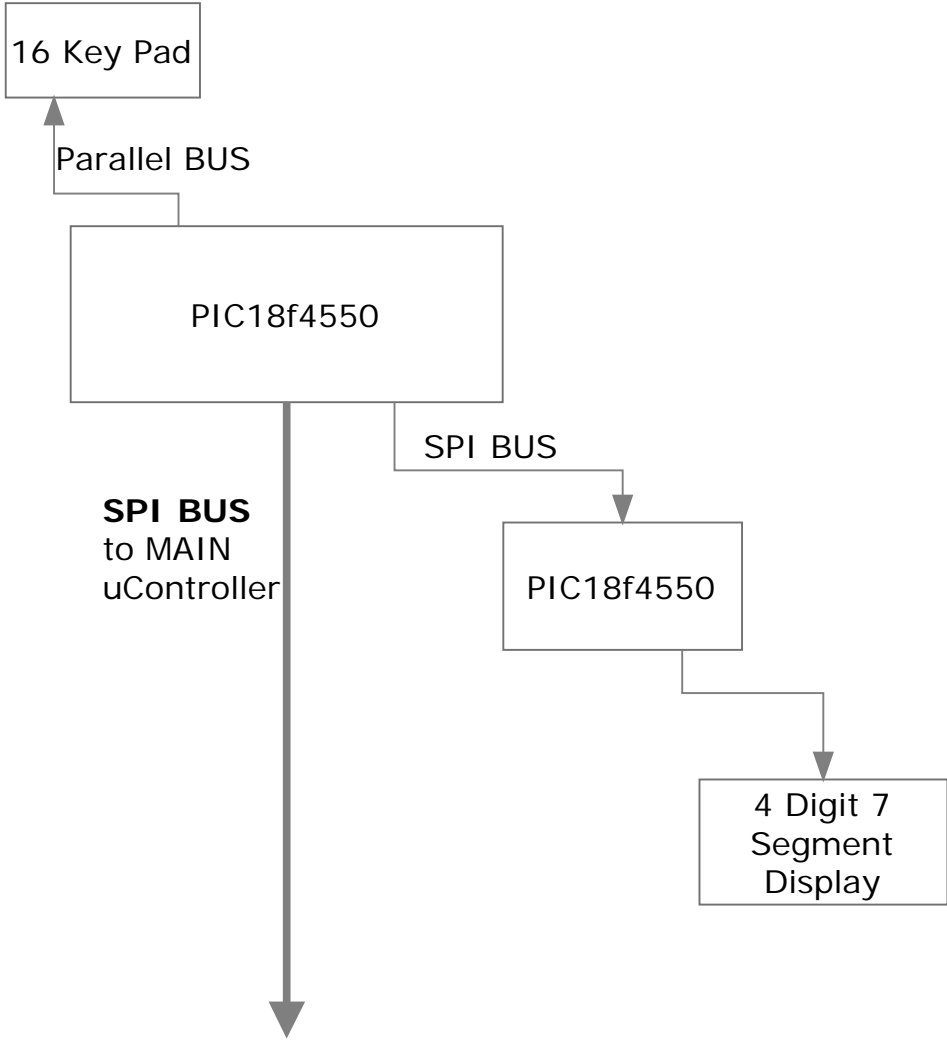 16 Key Pad
Parallel BUS
PIC18f4550
SPI BUS
SPI BUS
to MAIN
uController
PIC18f4550
4 Digit 7
Segment
Display